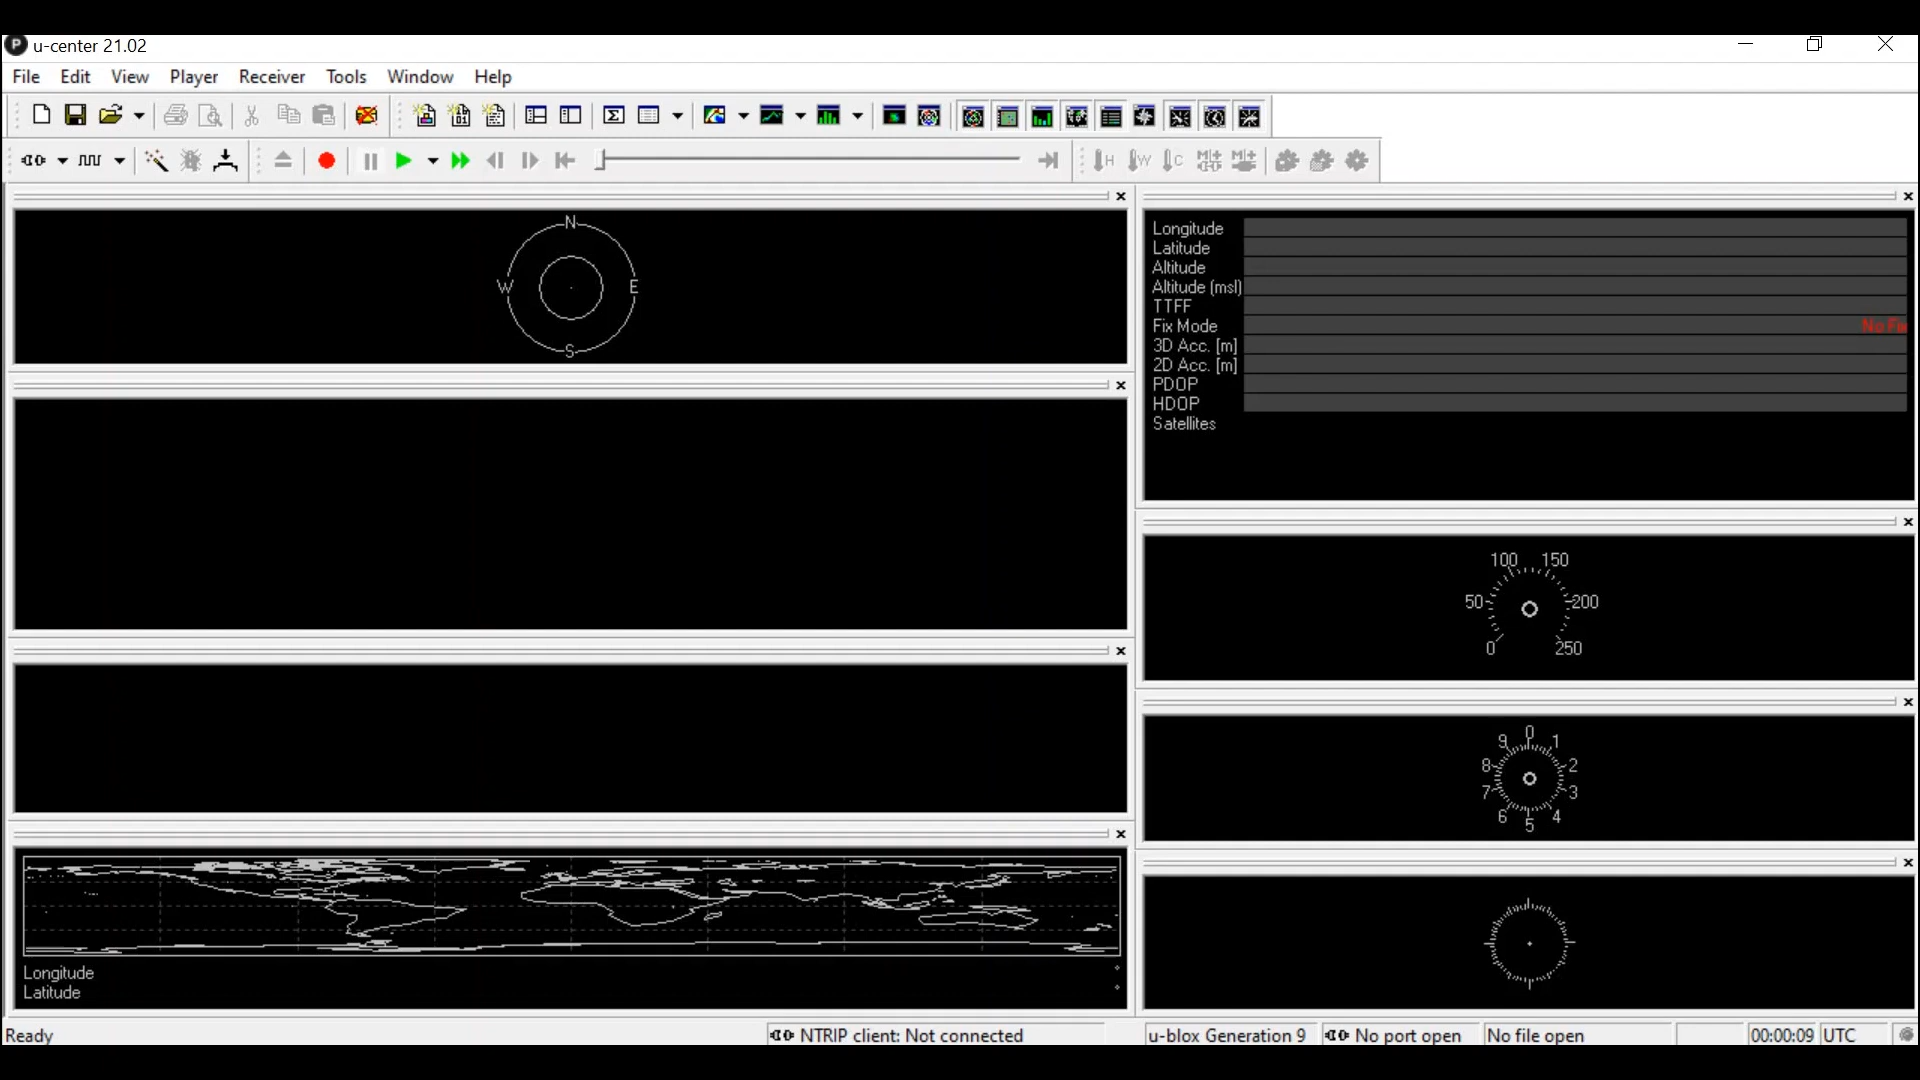 u-center 21.02
File Edit View Player Receiver Tools Window Help
H W C
N
W E
S
Longitude
Latitude
Altitude
Altitude (msl)
TTFF
Fix Mode
3D Acc. [m]
2D Acc. [m]
PDOP
HDOP
Satellites
100 150
50 200
0 250
0
9 1
8 2
7 3
6 4
5
Longitude
Latitude
Ready NTRIP client: Not connected u-blox Generation 9 No port open No file open 00:00:09 UTC